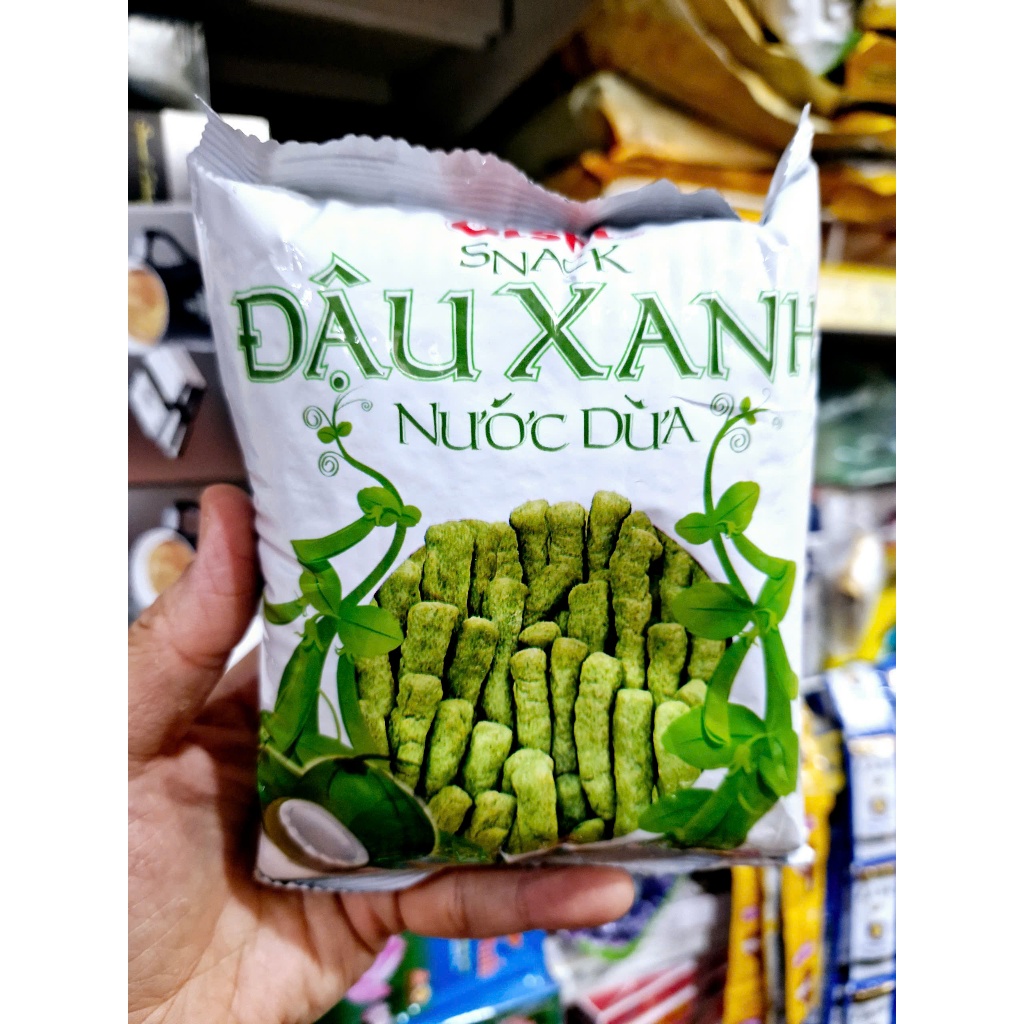 SNACK
ĐẬU XANH
NƯỚC DỪA